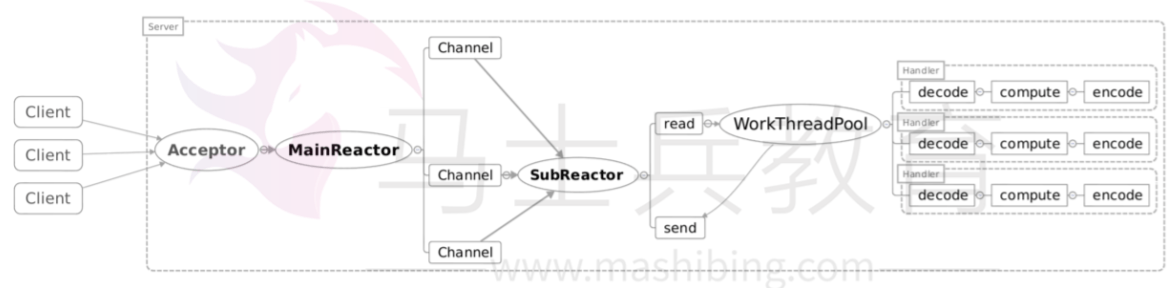 Server
Client
Client
Client
Acceptor
MainReactor
Channel
Channel
Channel
SubReactor
read
send
WorkThreadPool
Handler
decode
compute
encode
Handler
decode
compute
encode
Handler
decode
compute
encode
马士兵教育
www.mashibing.com